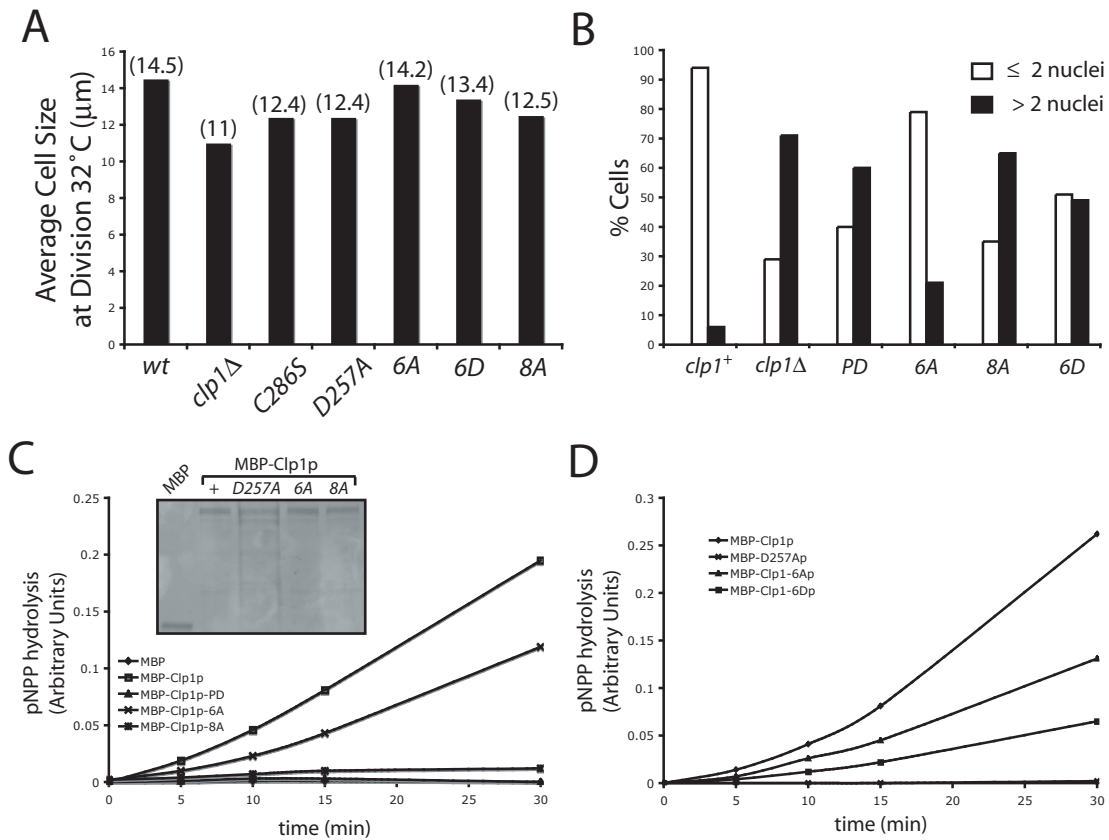 A
Average Cell Size
at Division 32˚C (µm)
16
14
12
10
8
6
4
2
0
(14.5)
(11)
(12.4)
(12.4)
(14.2)
(13.4)
(12.5)
wt
clp1Δ
C286S
D257A
6A
6D
8A
B
% Cells
100
90
80
70
60
50
40
30
20
10
0
≤ 2 nuclei
> 2 nuclei
clp1+
clp1Δ
PD
6A
8A
6D
C
MBP-Clp1p
MBP
+
D257A
6A
8A
pNPP hydrolysis
(Arbitrary Units)
0.25
0.2
0.15
0.1
0.05
0
MBP
MBP-Clp1p
MBP-Clp1p-PD
MBP-Clp1p-6A
MBP-Clp1p-8A
0
5
10
15
20
25
30
time (min)
D
pNPP hydrolysis
(Arbitrary Units)
0.3
0.25
0.2
0.15
0.1
0.05
0
MBP-Clp1p
MBP-D257Ap
MBP-Clp1-6Ap
MBP-Clp1-6Dp
0
5
10
15
20
25
30
time (min)